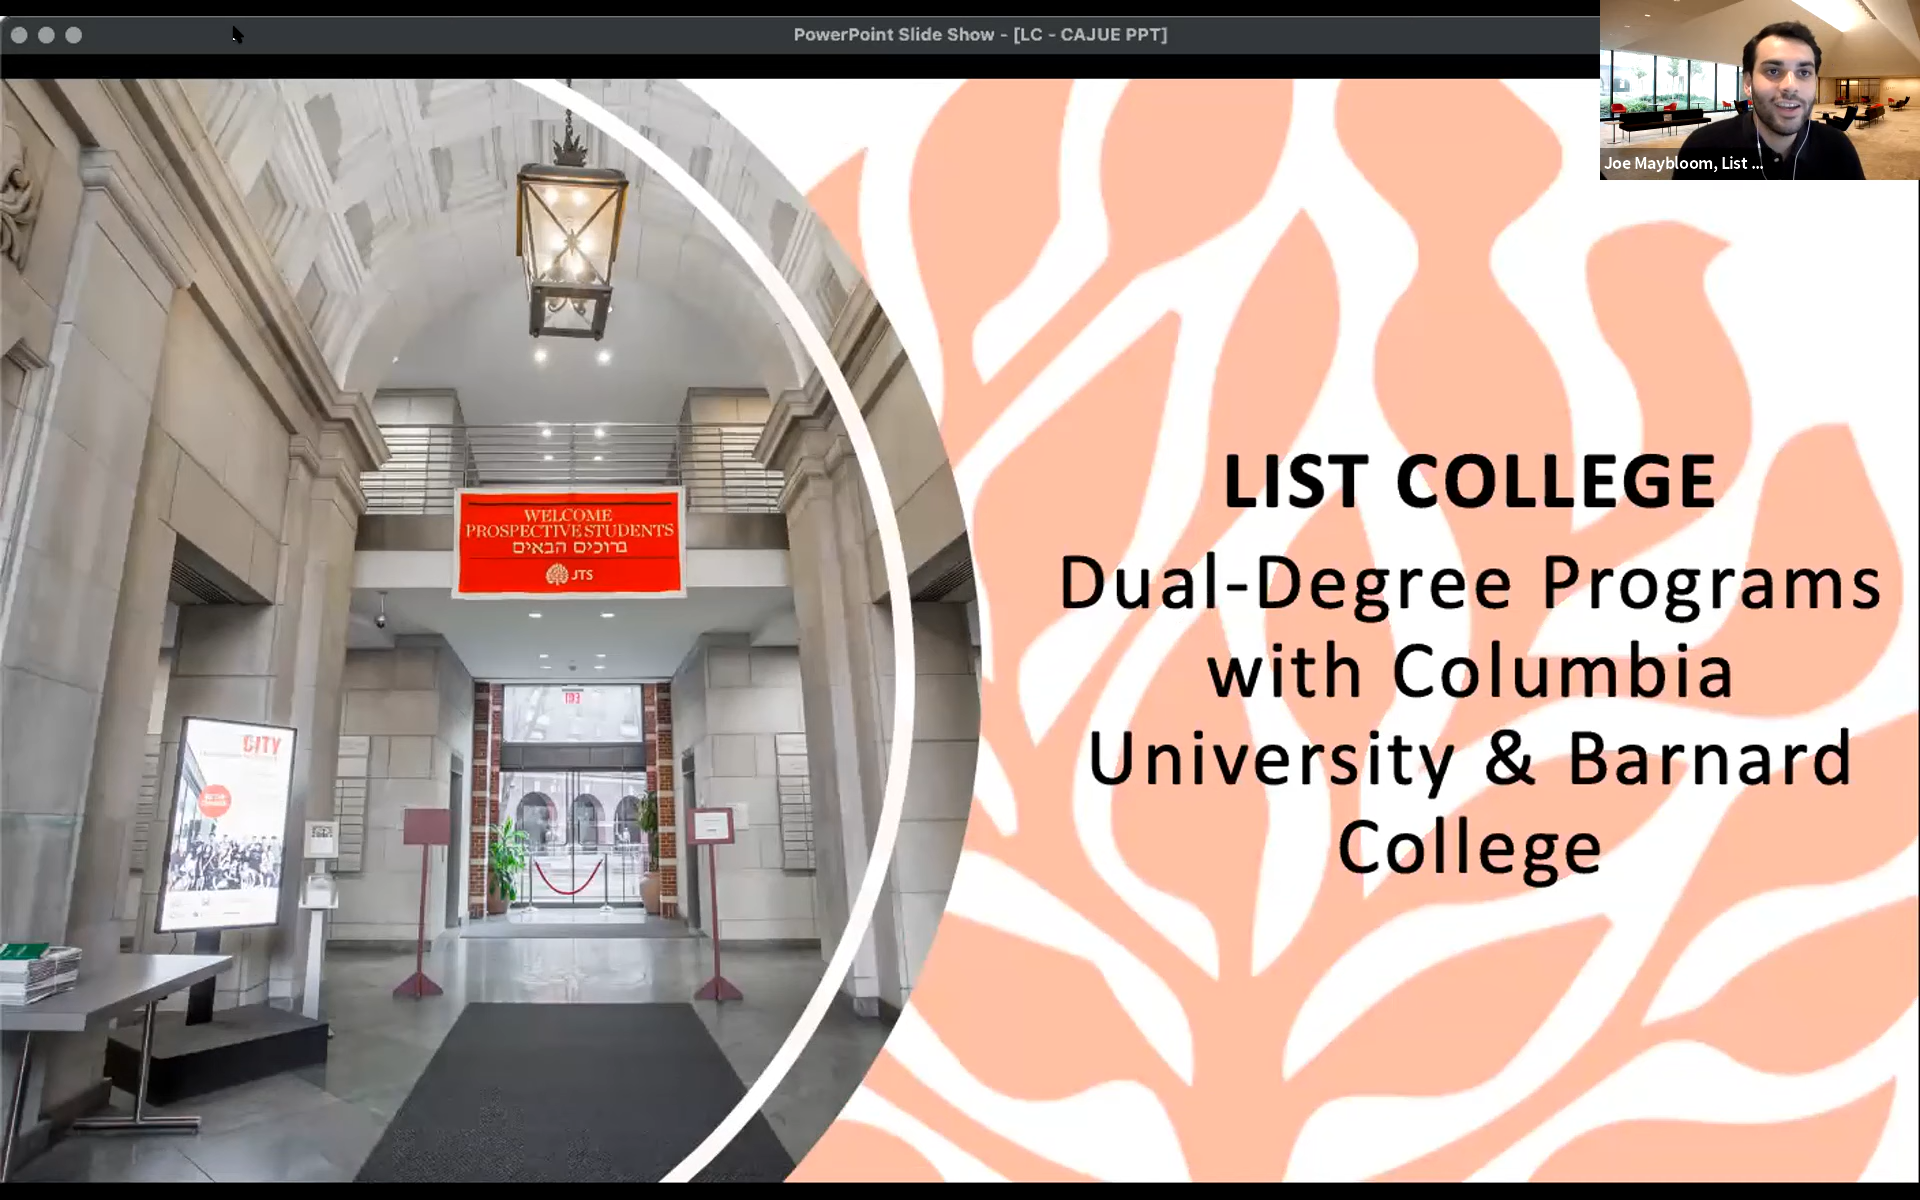 PowerPoint Slide Show - [LC - CAJUE PPT]
Joe Maybloom, List ...
WELCOME
PROSPECTIVE STUDENTS
ברוכים הבאים
JTS
CITY
LIST COLLEGE
Dual-Degree Programs
with Columbia
University & Barnard
College